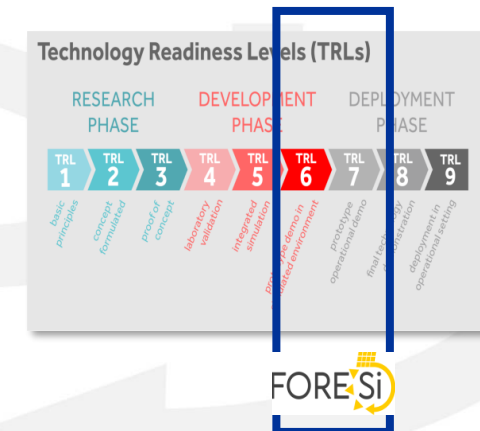 Technology Readiness Levels (TRLs)
RESEARCH PHASE
DEVELOPMENT PHASE
DEPLOYMENT PHASE
TRL 1
TRL 2
TRL 3
TRL 4
TRL 5
TRL 6
TRL 7
TRL 8
TRL 9
basic principles
concept formulated
proof of concept
laboratory validation
integrated simulation
prototype demo in simulated environment
prototype operational demo
final technology demonstration
deployment in operational setting
FORESi